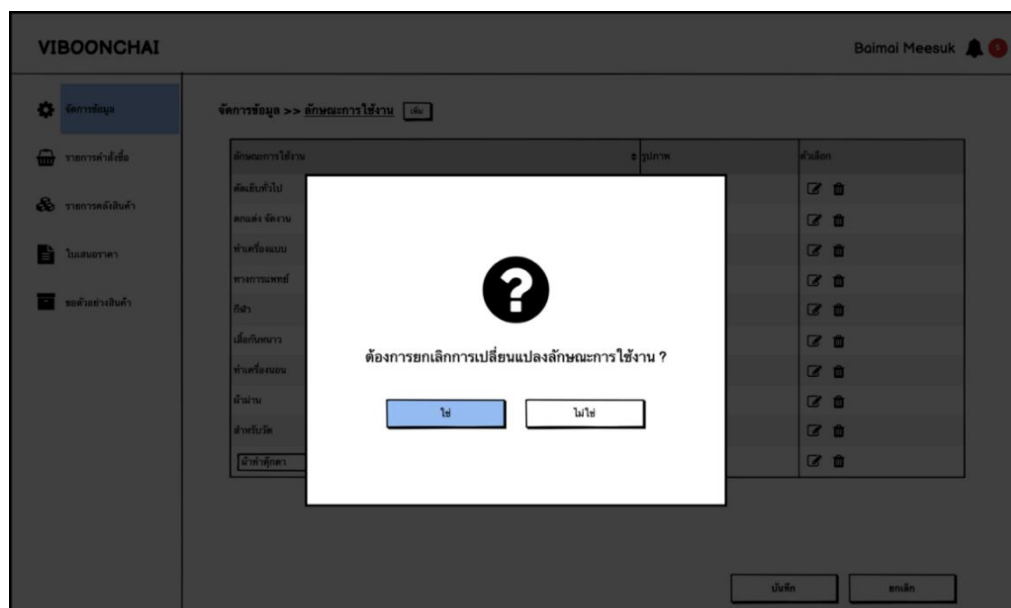 VIBOONCHAI
Baimai Meesuk
จัดการข้อมูล
รายการคำสั่งซื้อ
รายการคลังสินค้า
ใบเสนอราคา
ขอตัวอย่างสินค้า
จัดการข้อมูล >> ลักษณะการใช้งาน เพิ่ม
ลักษณะการใช้งาน รูปภาพ ตัวเลือก
ตัดเย็บทั่วไป
ตกแต่ง จัดงาน
ทำเครื่องแบบ
ทางการแพทย์
กีฬา
เสื้อกันหนาว
ทำเครื่องนอน
ผ้าม่าน
สำหรับวัด
ผ้าทำตุ๊กตา
ต้องการยกเลิกการเปลี่ยนแปลงลักษณะการใช้งาน ?
ใช่ ไม่ใช่
บันทึก ยกเลิก